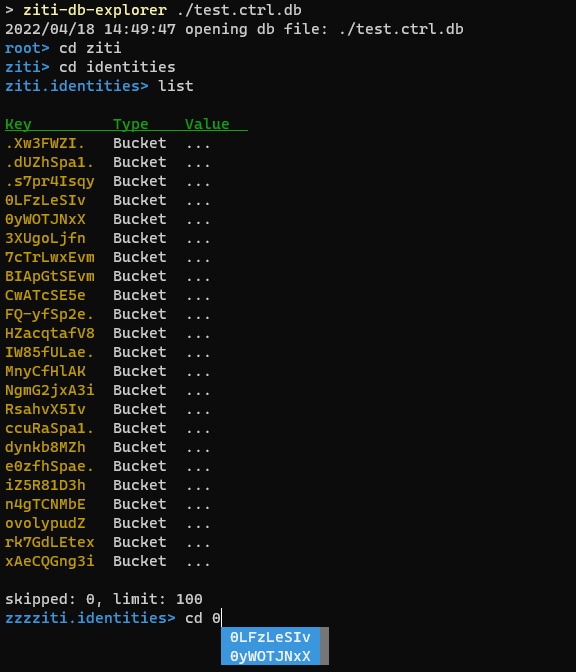 > ziti-db-explorer ./test.ctrl.db
2022/04/18 14:49:47 opening db file: ./test.ctrl.db
root> cd ziti
ziti> cd identities
ziti.identities> list
Key Type Value
.Xw3FWZI. Bucket ...
.dUZhSpa1. Bucket ...
.s7pr4Isqy Bucket ...
0LFzLeSIv Bucket ...
0yWOTJNxX Bucket ...
3XUgoLjfn Bucket ...
7cTrLwxEvm Bucket ...
BIApGtSEvm Bucket ...
CwATcSE5e Bucket ...
FQ-yfSp2e. Bucket ...
HZacqtafV8 Bucket ...
IW85fULae. Bucket ...
MnyCfHlAK Bucket ...
NgmG2jxA3i Bucket ...
RsahvX5Iv Bucket ...
ccuRaSpa1. Bucket ...
dynkb8MZh Bucket ...
e0zfhSpae. Bucket ...
iZ5R81D3h Bucket ...
n4gTCNMbE Bucket ...
ovolypudZ Bucket ...
rk7GdLEtex Bucket ...
xAeCQGng3i Bucket ...
skipped: 0, limit: 100
zzzziti.identities> cd 0
0LFzLeSIv
0yWOTJNxX